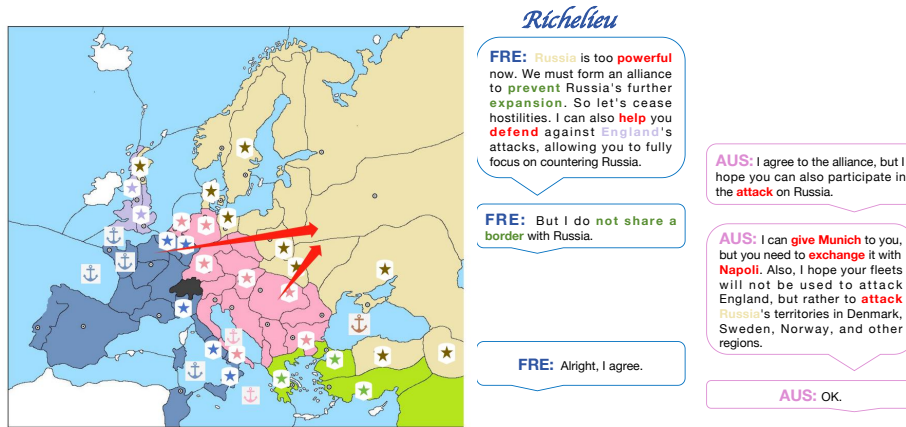 Richelieu
FRE: Russia is too powerful
now. We must form an alliance
to prevent Russia's further
expansion. So let's cease
hostilities. I can also help you
defend against England's
attacks, allowing you to fully
focus on countering Russia.
AUS: I agree to the alliance, but I
hope you can also participate in
the attack on Russia.
FRE: But I do not share a
border with Russia.
AUS: I can give Munich to you,
but you need to exchange it with
Napoli. Also, I hope your fleets
will not be used to attack
England, but rather to attack
Russia's territories in Denmark,
Sweden, Norway, and other
regions.
FRE: Alright, I agree.
AUS: OK.